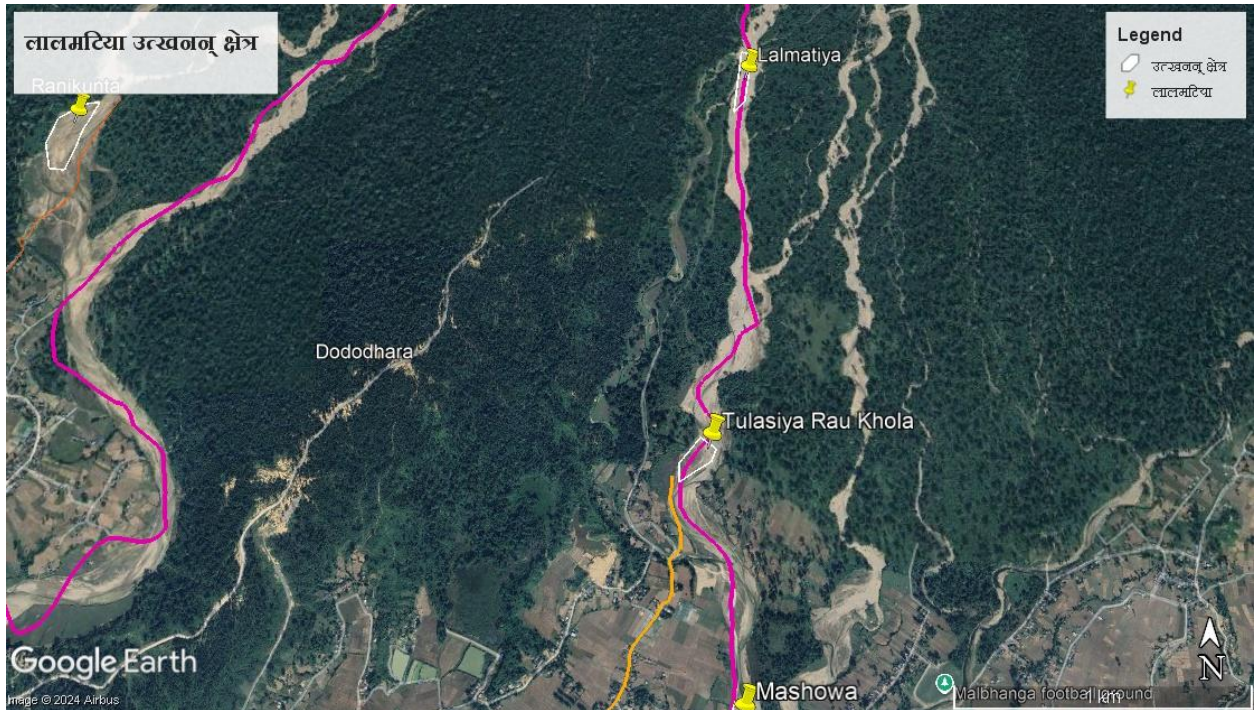 लालमटिया उत्खनन् क्षेत्र
Ranikunta
Lalmatiya
Legend
उत्खनन् क्षेत्र
लालमटिया
Dododhara
Tulasiya Rau Khola
Mashowa
Malbhanga football ground
1 km
N
Google Earth
Image © 2024 Airbus